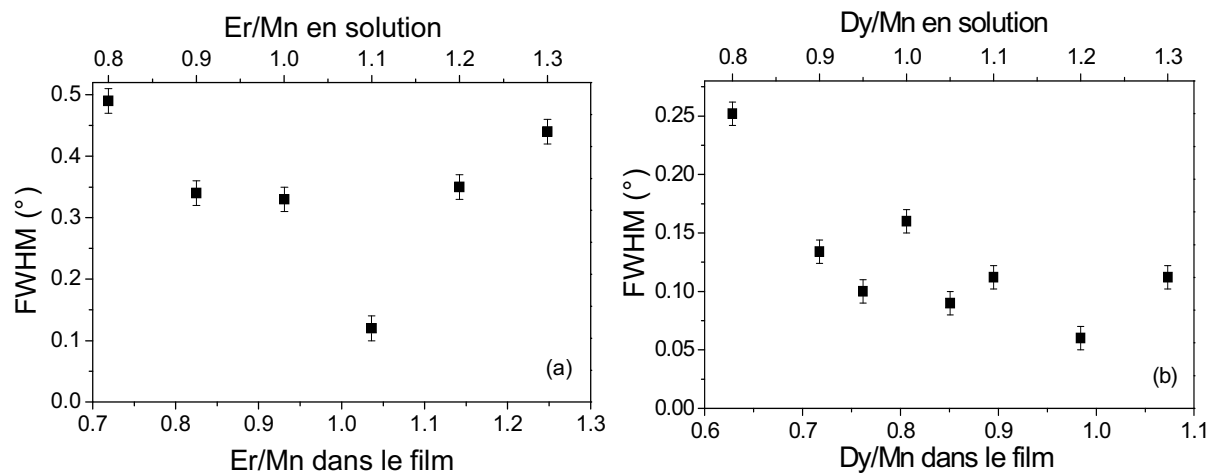 Er/Mn en solution
0.8 0.9 1.0 1.1 1.2 1.3
FWHM (°)
0.5
0.4
0.3
0.2
0.1
0.0
(a)
0.7 0.8 0.9 1.0 1.1 1.2 1.3
Er/Mn dans le film
Dy/Mn en solution
0.8 0.9 1.0 1.1 1.2 1.3
FWHM (°)
0.25
0.20
0.15
0.10
0.05
0.00
(b)
0.6 0.7 0.8 0.9 1.0 1.1
Dy/Mn dans le film